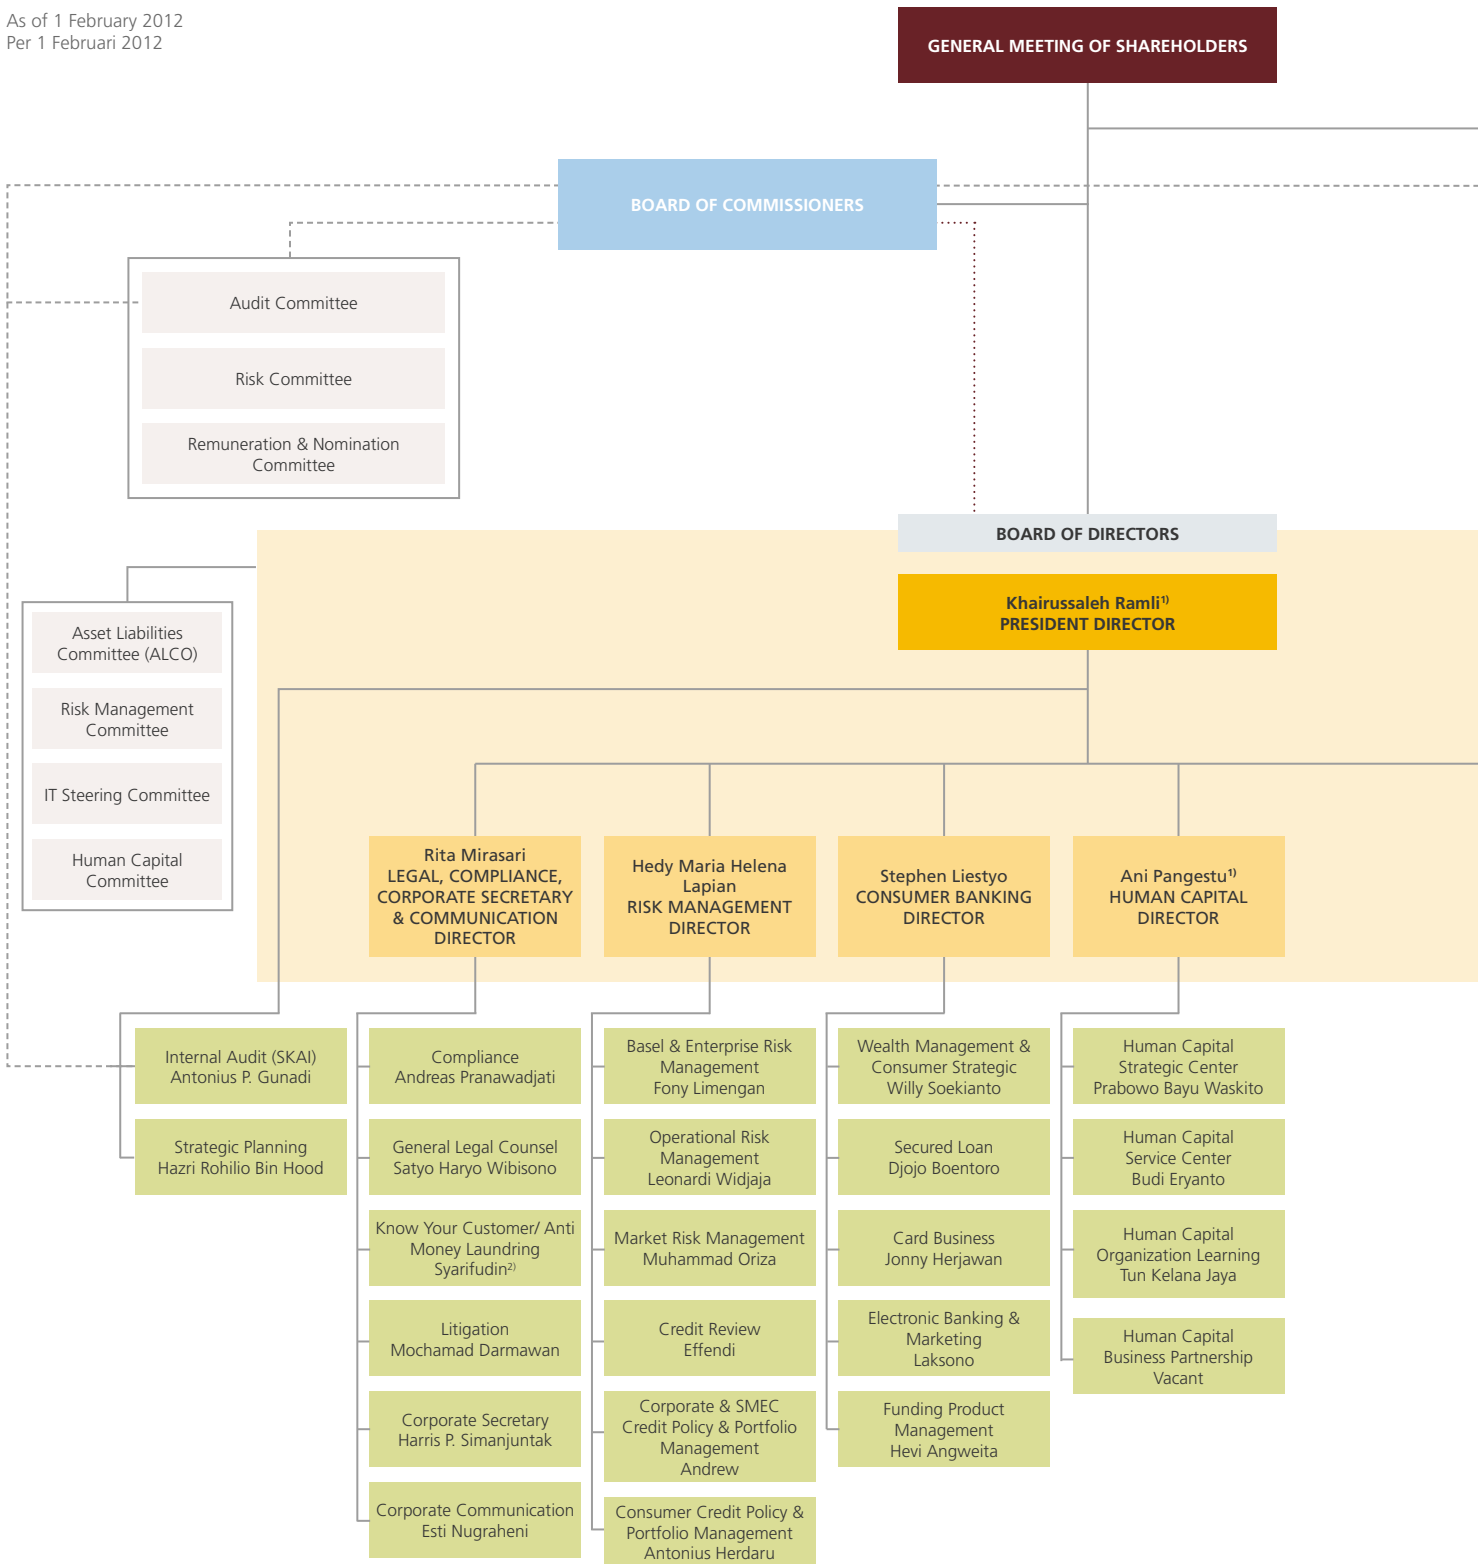 As of 1 February 2012
Per 1 Februari 2012
GENERAL MEETING OF SHAREHOLDERS
BOARD OF COMMISSIONERS
Audit Committee
Risk Committee
Remuneration & Nomination
Committee
BOARD OF DIRECTORS
Khairussaleh Ramli¹⁾
PRESIDENT DIRECTOR
Asset Liabilities
Committee (ALCO)
Risk Management
Committee
IT Steering Committee
Human Capital
Committee
Rita Mirasari
LEGAL, COMPLIANCE,
CORPORATE SECRETARY
& COMMUNICATION
DIRECTOR
Hedy Maria Helena
Lapian
RISK MANAGEMENT
DIRECTOR
Stephen Liestyo
CONSUMER BANKING
DIRECTOR
Ani Pangestu¹⁾
HUMAN CAPITAL
DIRECTOR
Internal Audit (SKAI)
Antonius P. Gunadi
Strategic Planning
Hazri Rohilio Bin Hood
Compliance
Andreas Pranawadjati
General Legal Counsel
Satyo Haryo Wibisono
Know Your Customer/ Anti
Money Laundring
Syarifudin²⁾
Litigation
Mochamad Darmawan
Corporate Secretary
Harris P. Simanjuntak
Corporate Communication
Esti Nugraheni
Basel & Enterprise Risk
Management
Fony Limengan
Operational Risk
Management
Leonardi Widjaja
Market Risk Management
Muhammad Oriza
Credit Review
Effendi
Corporate & SMEC
Credit Policy & Portfolio
Management
Andrew
Consumer Credit Policy &
Portfolio Management
Antonius Herdaru
Wealth Management &
Consumer Strategic
Willy Soekianto
Secured Loan
Djojo Boentoro
Card Business
Jonny Herjawan
Electronic Banking &
Marketing
Laksono
Funding Product
Management
Hevi Angweita
Human Capital
Strategic Center
Prabowo Bayu Waskito
Human Capital
Service Center
Budi Eryanto
Human Capital
Organization Learning
Tun Kelana Jaya
Human Capital
Business Partnership
Vacant